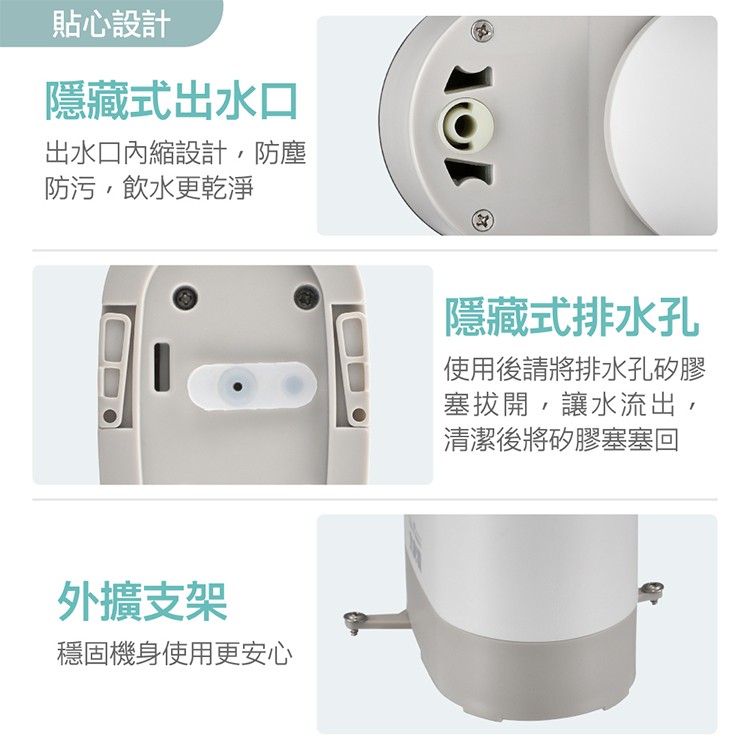 貼心設計
隱藏式出水口
出水口內縮設計，防塵
防污，飲水更乾淨
隱藏式排水孔
使用後請將排水孔矽膠
塞拔開，讓水流出，
清潔後將矽膠塞塞回
外擴支架
穩固機身使用更安心